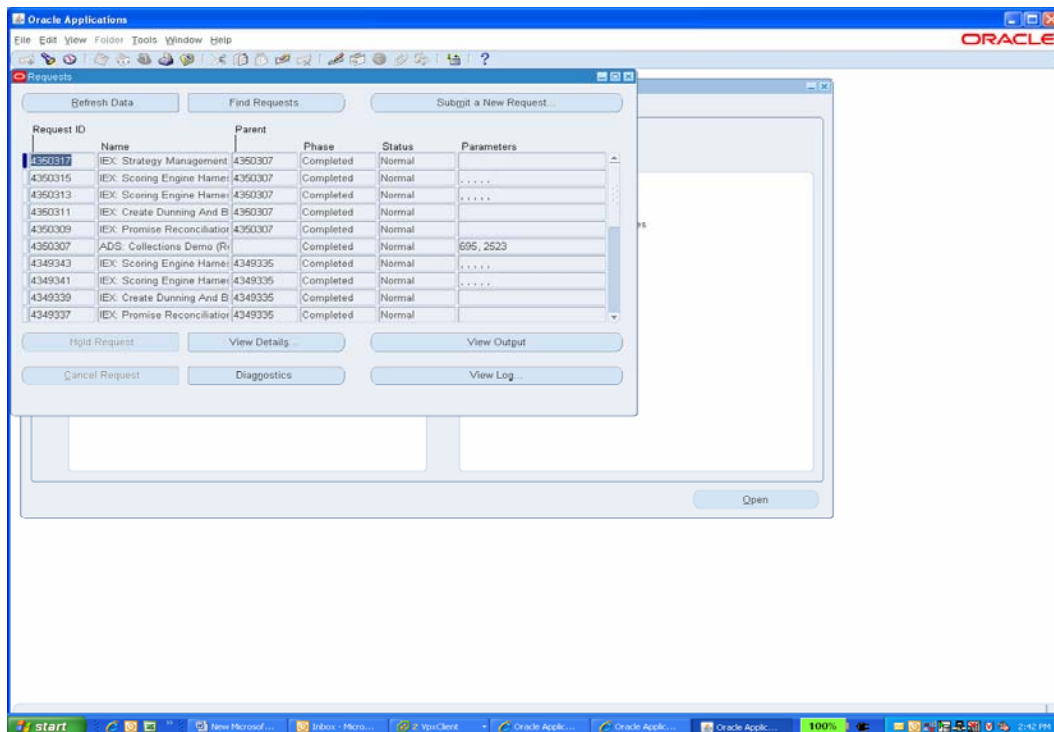 Oracle Applications
File Edit View Folder Tools Window Help
ORACLE
Requests
Refresh Data Find Requests Submit a New Request...
Request ID Parent
Name Phase Status Parameters
4350317 IEX: Strategy Management 4350307 Completed Normal
4350315 IEX: Scoring Engine Harne 4350307 Completed Normal , , , , ,
4350313 IEX: Scoring Engine Harne 4350307 Completed Normal , , , , ,
4350311 IEX: Create Dunning And B 4350307 Completed Normal
4350309 IEX: Promise Reconciliation 4350307 Completed Normal
4350307 ADS: Collections Demo (R Completed Normal 695, 2523
4349343 IEX: Scoring Engine Harne 4349335 Completed Normal , , , , ,
4349341 IEX: Scoring Engine Harne 4349335 Completed Normal , , , , ,
4349339 IEX: Create Dunning And B 4349335 Completed Normal
4349337 IEX: Promise Reconciliation 4349335 Completed Normal
Hold Request View Details... View Output
Cancel Request Diagnostics View Log...
Open
start New Microsof... Inbox - Micro... 2 VpxClient Oracle Applic... Oracle Applic... Oracle Applic... 100% 2:42 PM